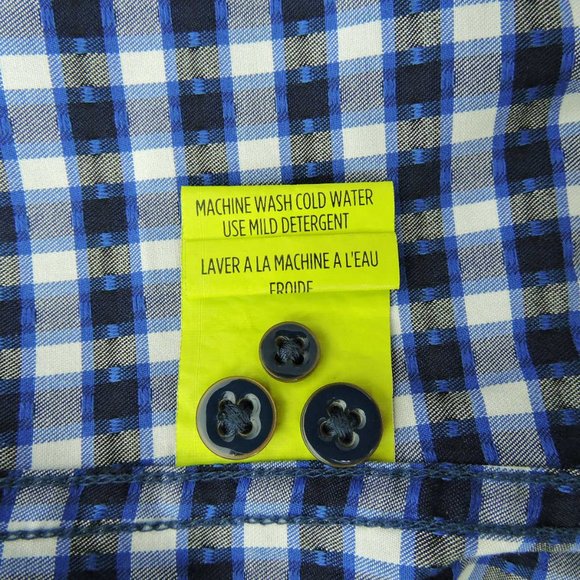 MACHINE WASH COLD WATER
USE MILD DETERGENT
LAVER A LA MACHINE A L'EAU
FROIDE